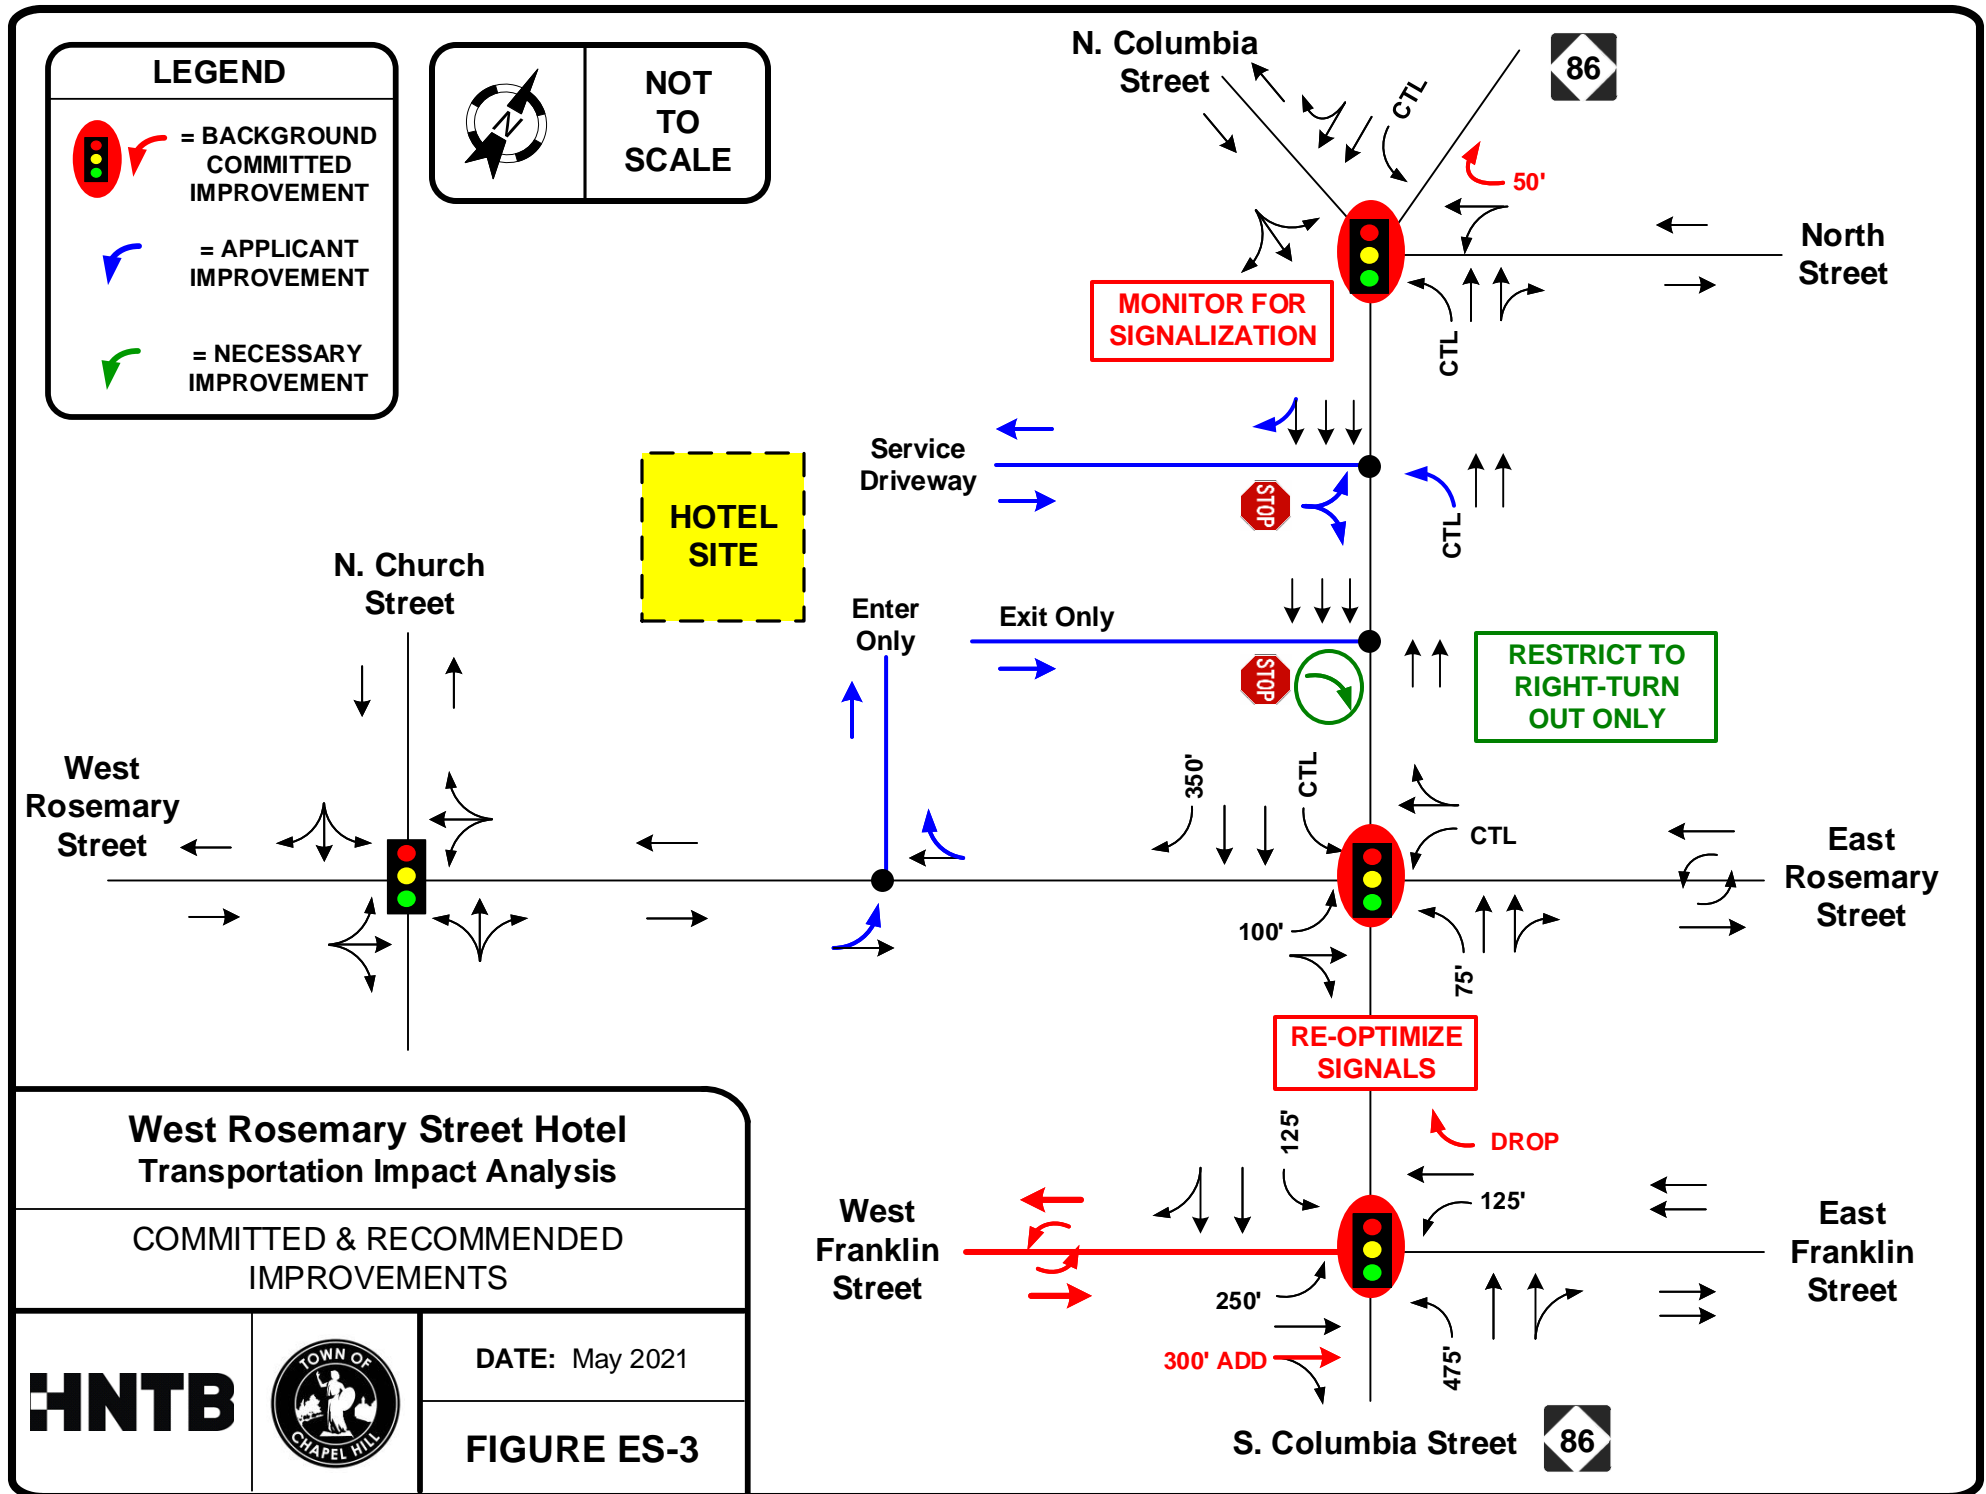 LEGEND
= BACKGROUND
COMMITTED
IMPROVEMENT
= APPLICANT
IMPROVEMENT
= NECESSARY
IMPROVEMENT
N
NOT
TO
SCALE
N. Columbia
Street
86
CTL
50'
North
Street
MONITOR FOR
SIGNALIZATION
CTL
Service
Driveway
STOP
CTL
HOTEL
SITE
N. Church
Street
Enter
Only
Exit Only
STOP
RESTRICT TO
RIGHT-TURN
OUT ONLY
West
Rosemary
Street
350'
CTL
CTL
East
Rosemary
Street
100'
75'
RE-OPTIMIZE
SIGNALS
125'
DROP
West
Franklin
Street
125'
East
Franklin
Street
250'
300' ADD
475'
S. Columbia Street
86
West Rosemary Street Hotel
Transportation Impact Analysis
COMMITTED & RECOMMENDED
IMPROVEMENTS
HNTB
TOWN OF
CHAPEL HILL
DATE: May 2021
FIGURE ES-3